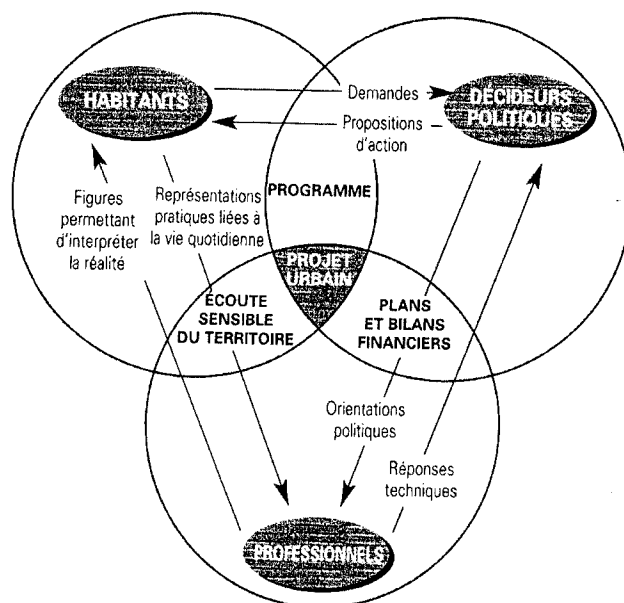 HABITANTS
Demandes
DÉCIDEURS
POLITIQUES
Propositions
d'action
Figures
permettant
d'interpréter
la réalité
Représentations
pratiques liées à
la vie quotidienne
PROGRAMME
PROJET
URBAIN
ÉCOUTE
SENSIBLE
DU TERRITOIRE
PLANS
ET BILANS
FINANCIERS
Orientations
politiques
Réponses
techniques
PROFESSIONNELS